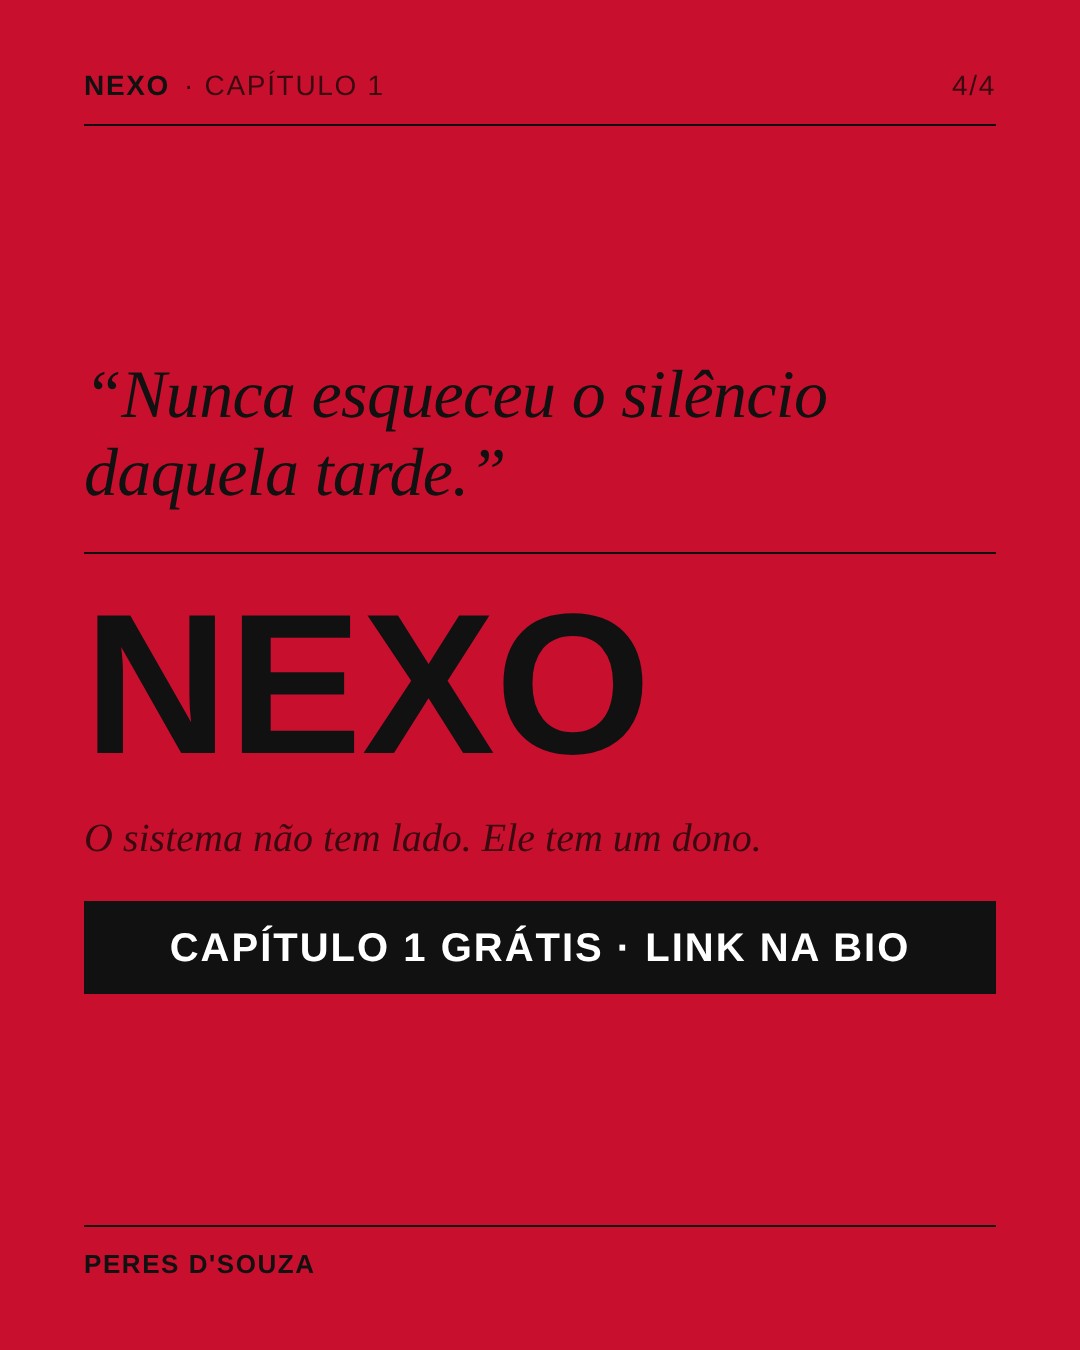 NEXO · CAPÍTULO 1 4/4
“Nunca esqueceu o silêncio
daquela tarde.”
NEXO
O sistema não tem lado. Ele tem um dono.
CAPÍTULO 1 GRÁTIS · LINK NA BIO
PERES D'SOUZA